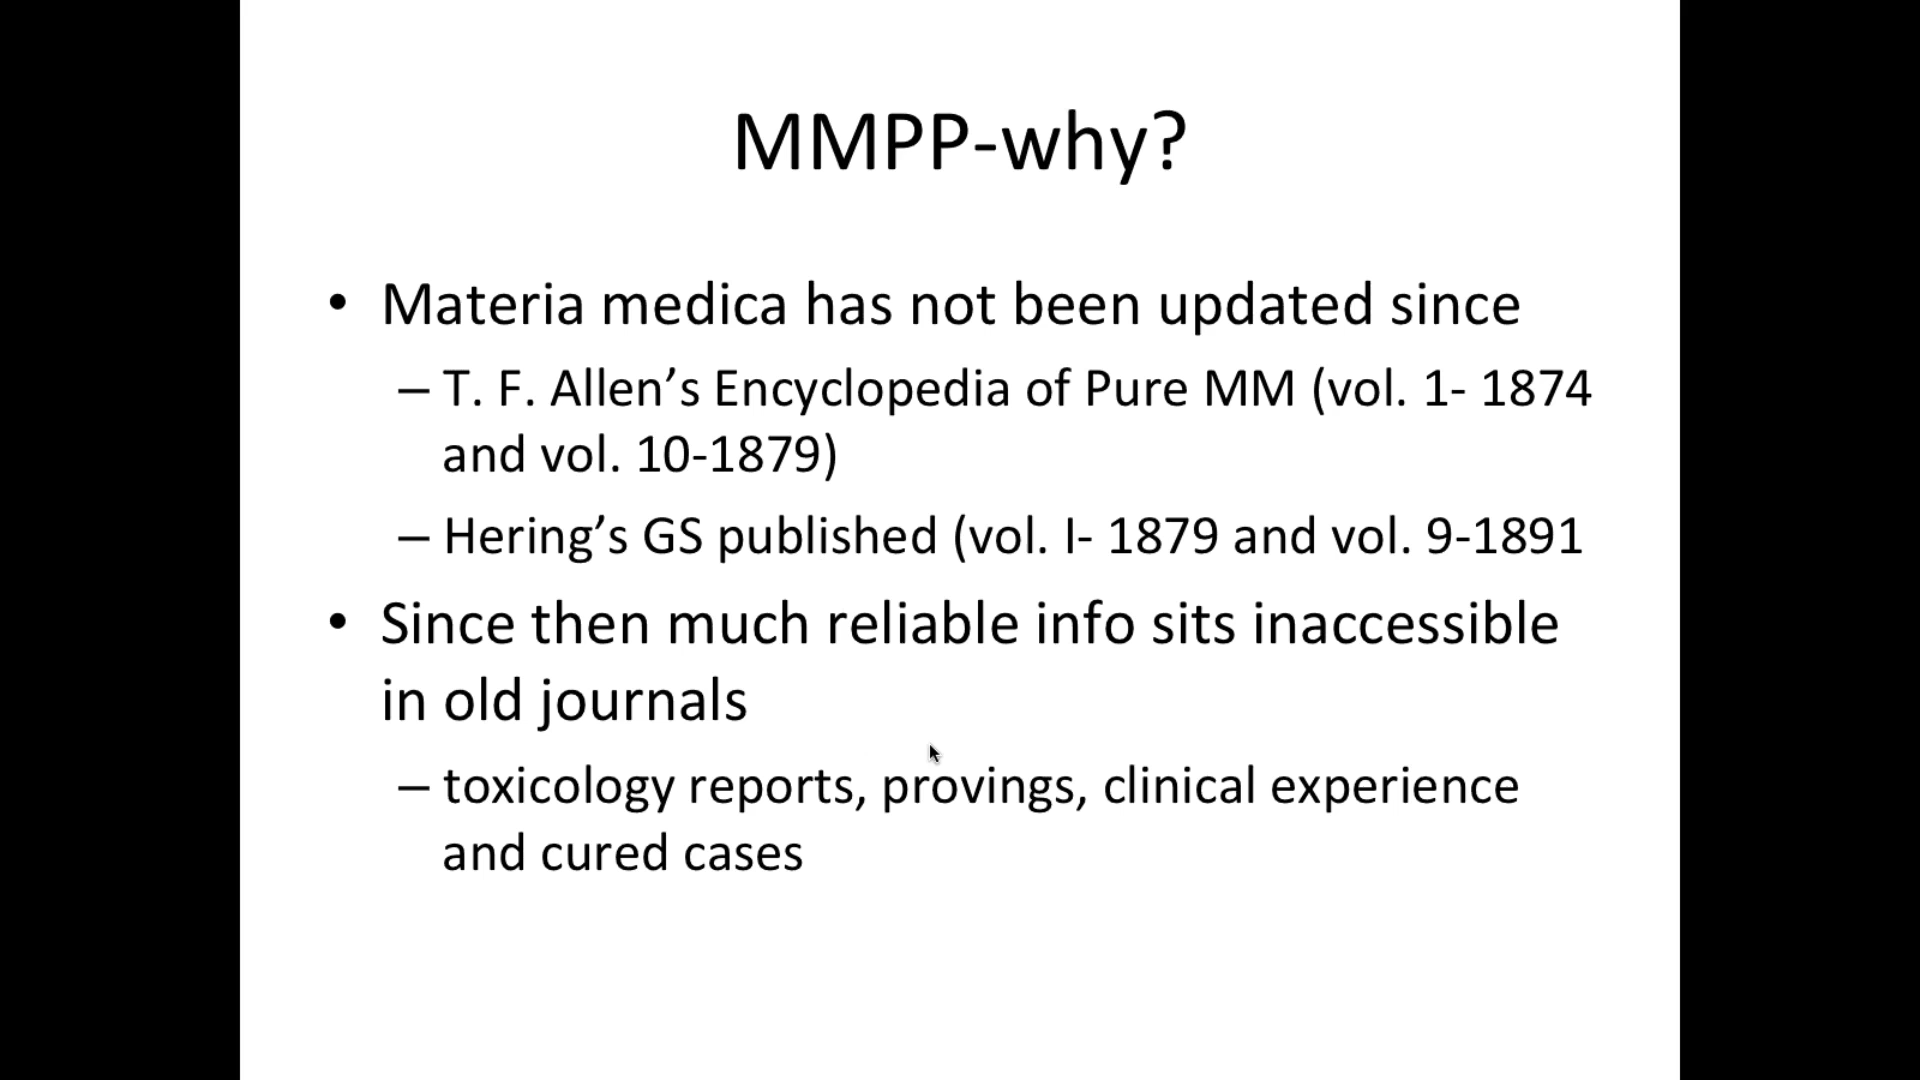 MMPP-why?
• Materia medica has not been updated since
– T. F. Allen’s Encyclopedia of Pure MM (vol. 1- 1874
and vol. 10-1879)
– Hering’s GS published (vol. I- 1879 and vol. 9-1891
• Since then much reliable info sits inaccessible
in old journals
– toxicology reports, provings, clinical experience
and cured cases